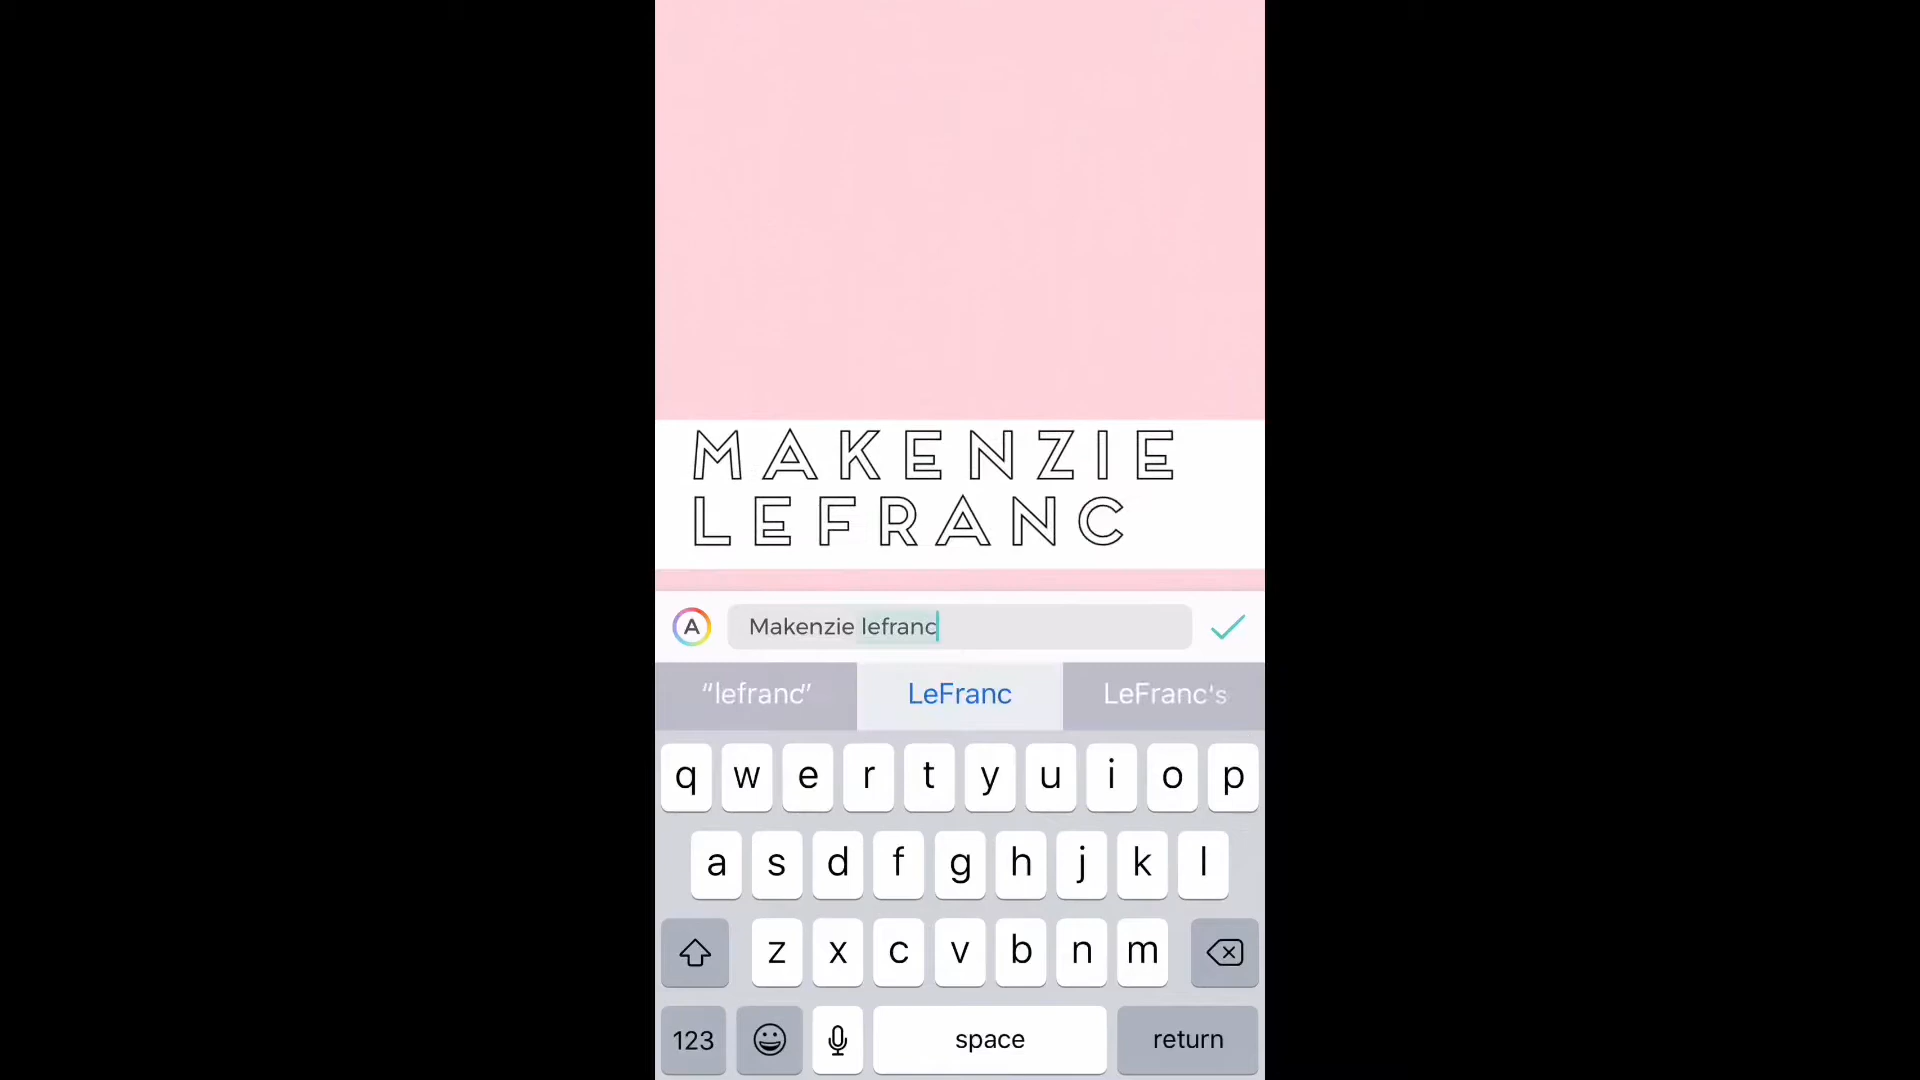 MAKENZIE
LEFRANC
A
Makenzie lefranc
“lefranc” LeFranc LeFranc's
q w e r t y u i o p
a s d f g h j k l
z x c v b n m
123 space return